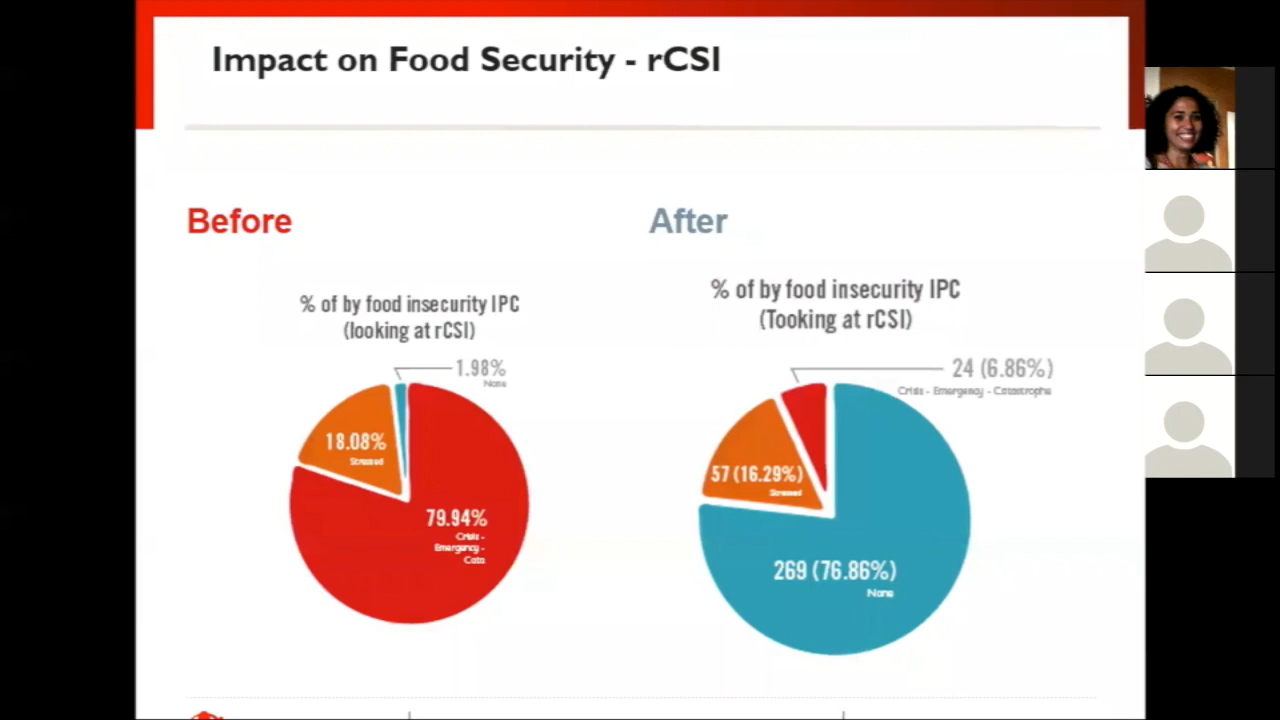 Impact on Food Security - rCSI
Before
After
% of by food insecurity IPC
(looking at rCSI)
1.98%
None
18.08%
Stressed
79.94%
Crisis -
Emergency -
Cata
% of by food insecurity IPC
(Tooking at rCSI)
24 (6.86%)
Crisis - Emergency - Catastrophe
57 (16.29%)
Stressed
269 (76.86%)
None